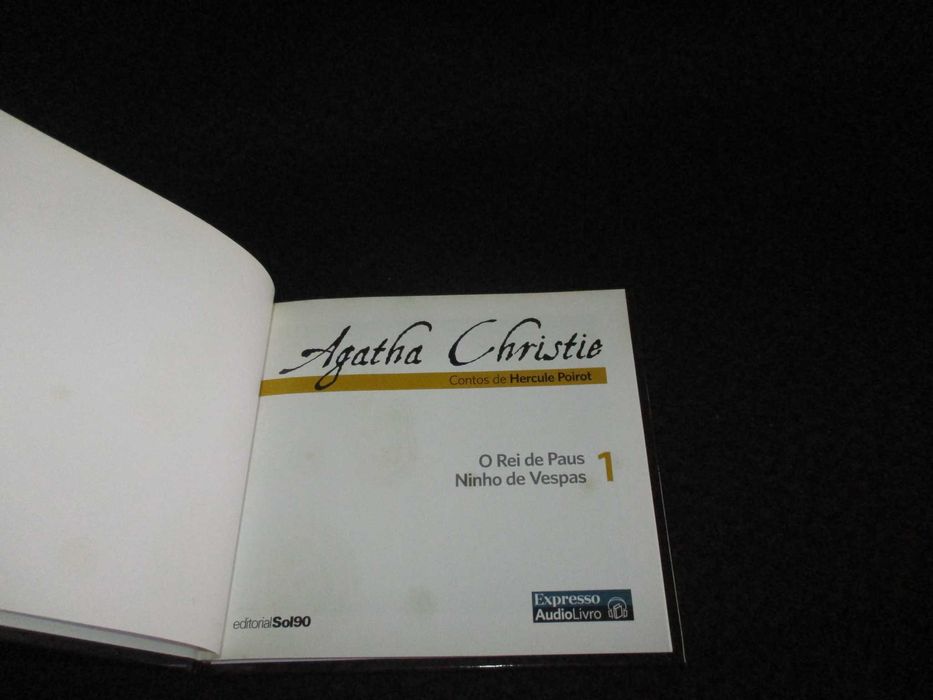 Agatha Christie
Contos de Hercule Poirot
O Rei de Paus
Ninho de Vespas
1
editorialSol90
Expresso
AudioLivro